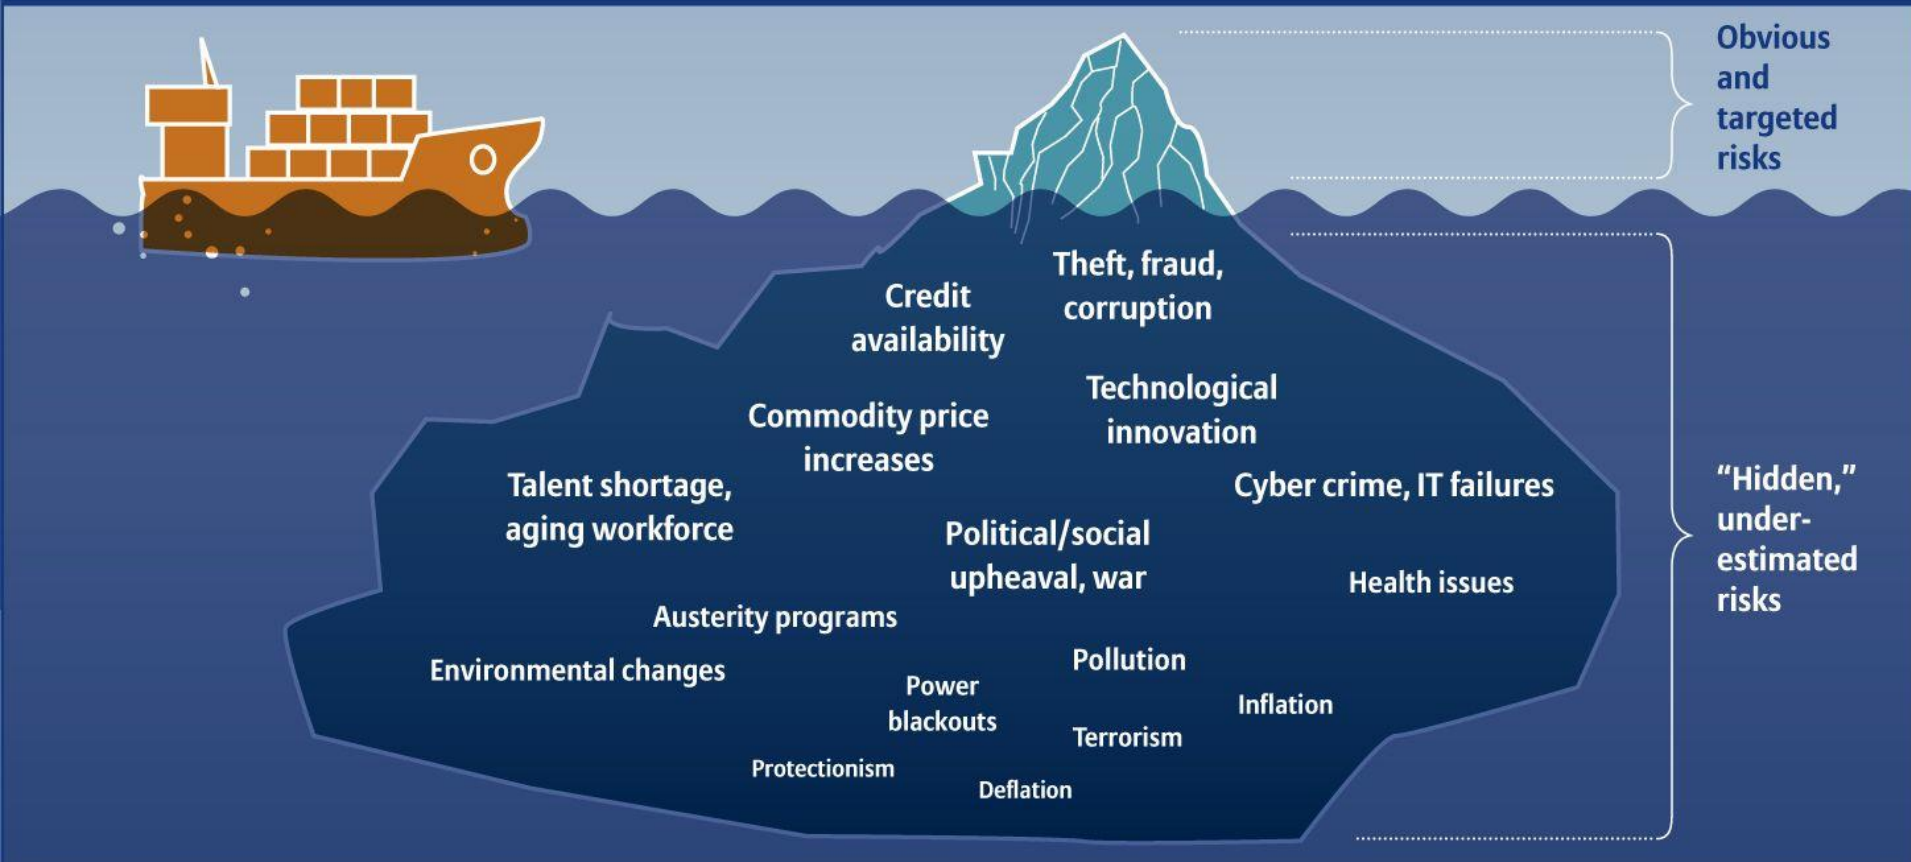 Obvious
and
targeted
risks
Theft, fraud,
corruption
Credit
availability
Technological
innovation
Commodity price
increases
Talent shortage,
aging workforce
Cyber crime, IT failures
“Hidden,”
under-
estimated
risks
Political/social
upheaval, war
Health issues
Austerity programs
Environmental changes
Pollution
Power
blackouts
Inflation
Terrorism
Protectionism
Deflation